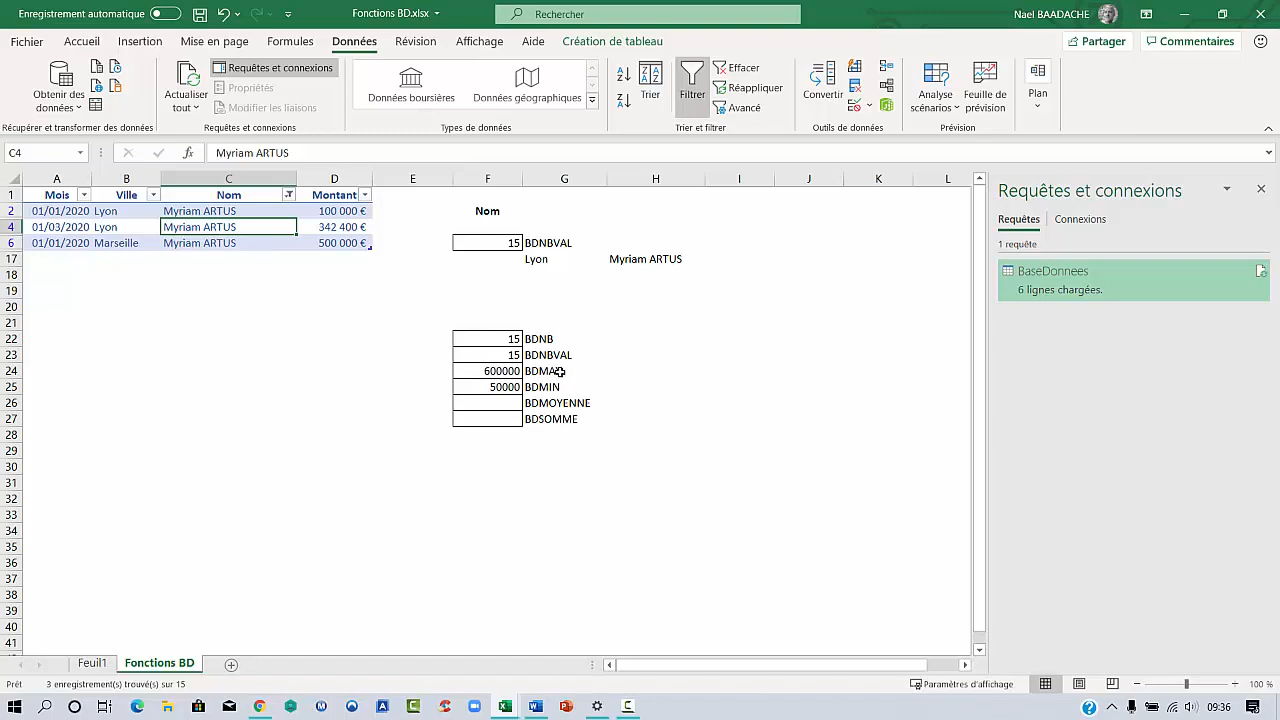 Enregistrement automatique
Fonctions BD.xlsx
Rechercher
Nael BAADACHE
Fichier Accueil Insertion Mise en page Formules Données Révision Affichage Aide Création de tableau
Partager Commentaires
Obtenir des données
Récupérer et transformer des données
Actualiser tout
Requêtes et connexions
Propriétés
Modifier les liaisons
Requêtes et connexions
Données boursières
Données géographiques
Types de données
Trier
Filtrer
Effacer
Réappliquer
Avancé
Trier et filtrer
Convertir
Outils de données
Analyse scénarios
Feuille de prévision
Prévision
Plan
C4
fx
Myriam ARTUS
A B C D E F G H I J K L
1 Mois Ville Nom Montant
2 01/01/2020 Lyon Myriam ARTUS 100 000 € Nom
4 01/03/2020 Lyon Myriam ARTUS 342 400 €
6 01/01/2020 Marseille Myriam ARTUS 500 000 € 15 BDNBVAL
17 Lyon Myriam ARTUS
18
19
20
21
22 15 BDNB
23 15 BDNBVAL
24 600000 BDMA
25 50000 BDMIN
26 BDMOYENNE
27 BDSOMME
28
29
30
31
32
33
34
35
36
37
38
39
40
41
Requêtes et connexions
Requêtes Connexions
1 requête
BaseDonnees
6 lignes chargées.
Feuil1 Fonctions BD
Prêt 3 enregistrement(s) trouvé(s) sur 15
Paramètres d'affichage
100 %
09:36